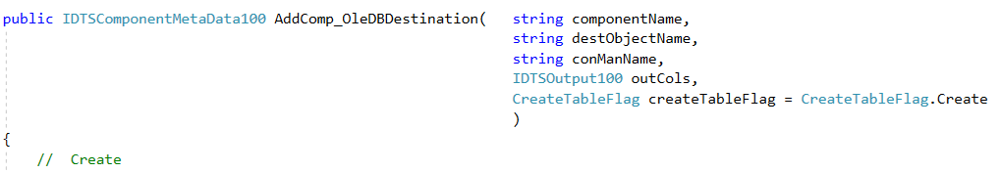 public IDTSComponentMetaData100 AddComp_OleDBDestination( string componentName,
string destObjectName,
string conManName,
IDTSOutput100 outCols,
CreateTableFlag createTableFlag = CreateTableFlag.Create
)
{
// Create